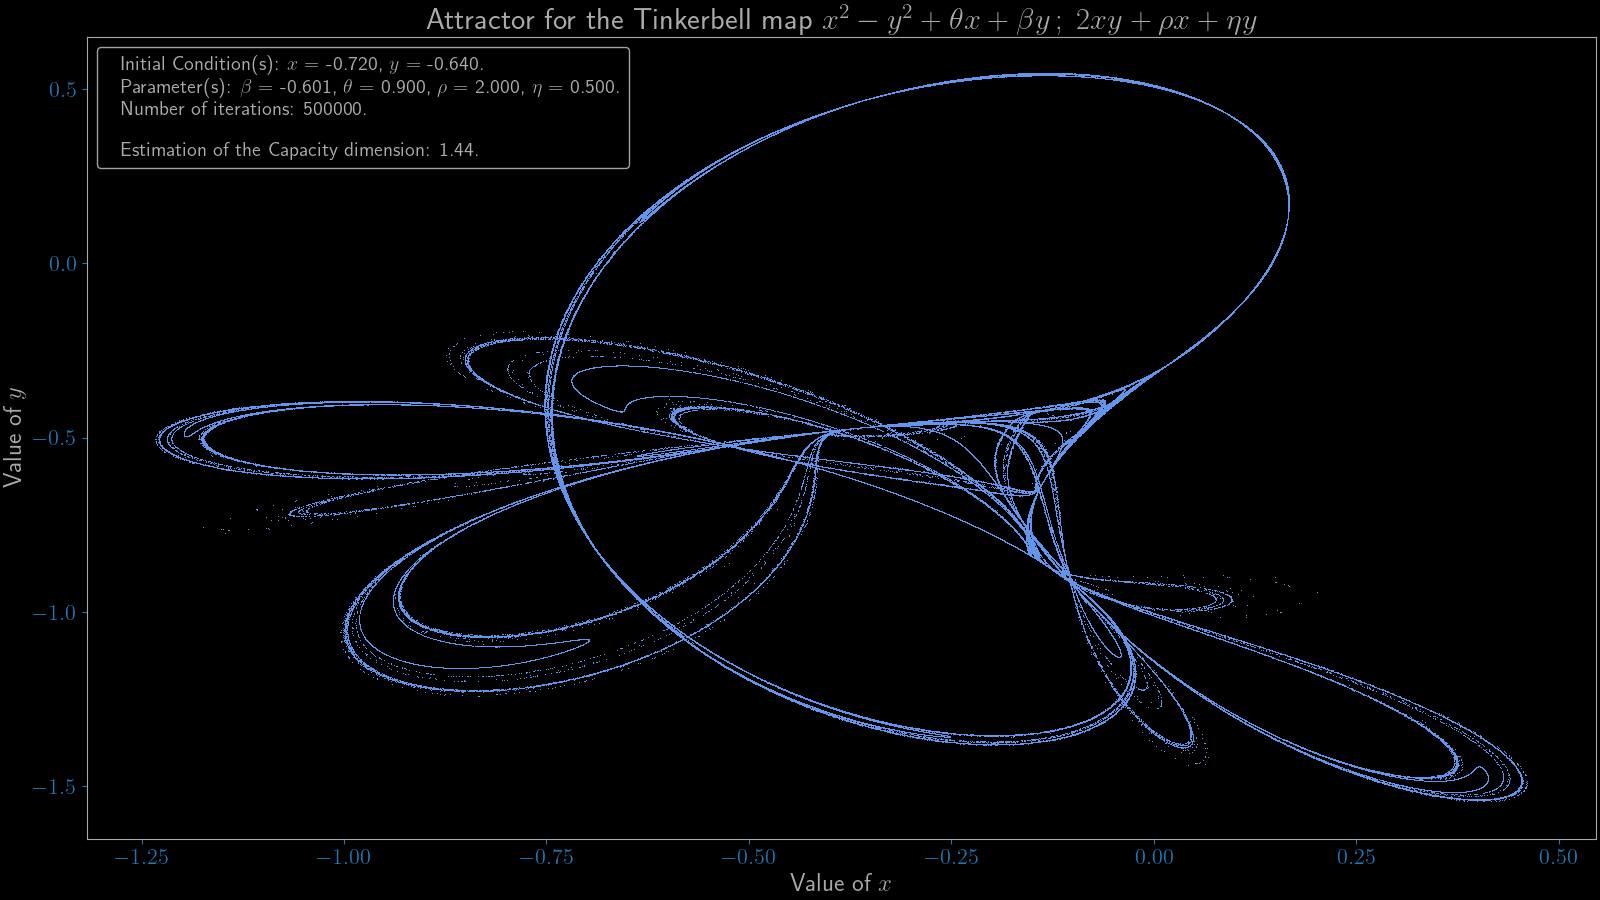 Attractor for the Tinkerbell map x² − y² + θx + βy ; 2xy + ρx + ηy
Initial Condition(s): x = -0.720, y = -0.640.
Parameter(s): β = -0.601, θ = 0.900, ρ = 2.000, η = 0.500.
Number of iterations: 500000.
Estimation of the Capacity dimension: 1.44.
Value of y
0.5
0.0
−0.5
−1.0
−1.5
−1.25 −1.00 −0.75 −0.50 −0.25 0.00 0.25 0.50
Value of x